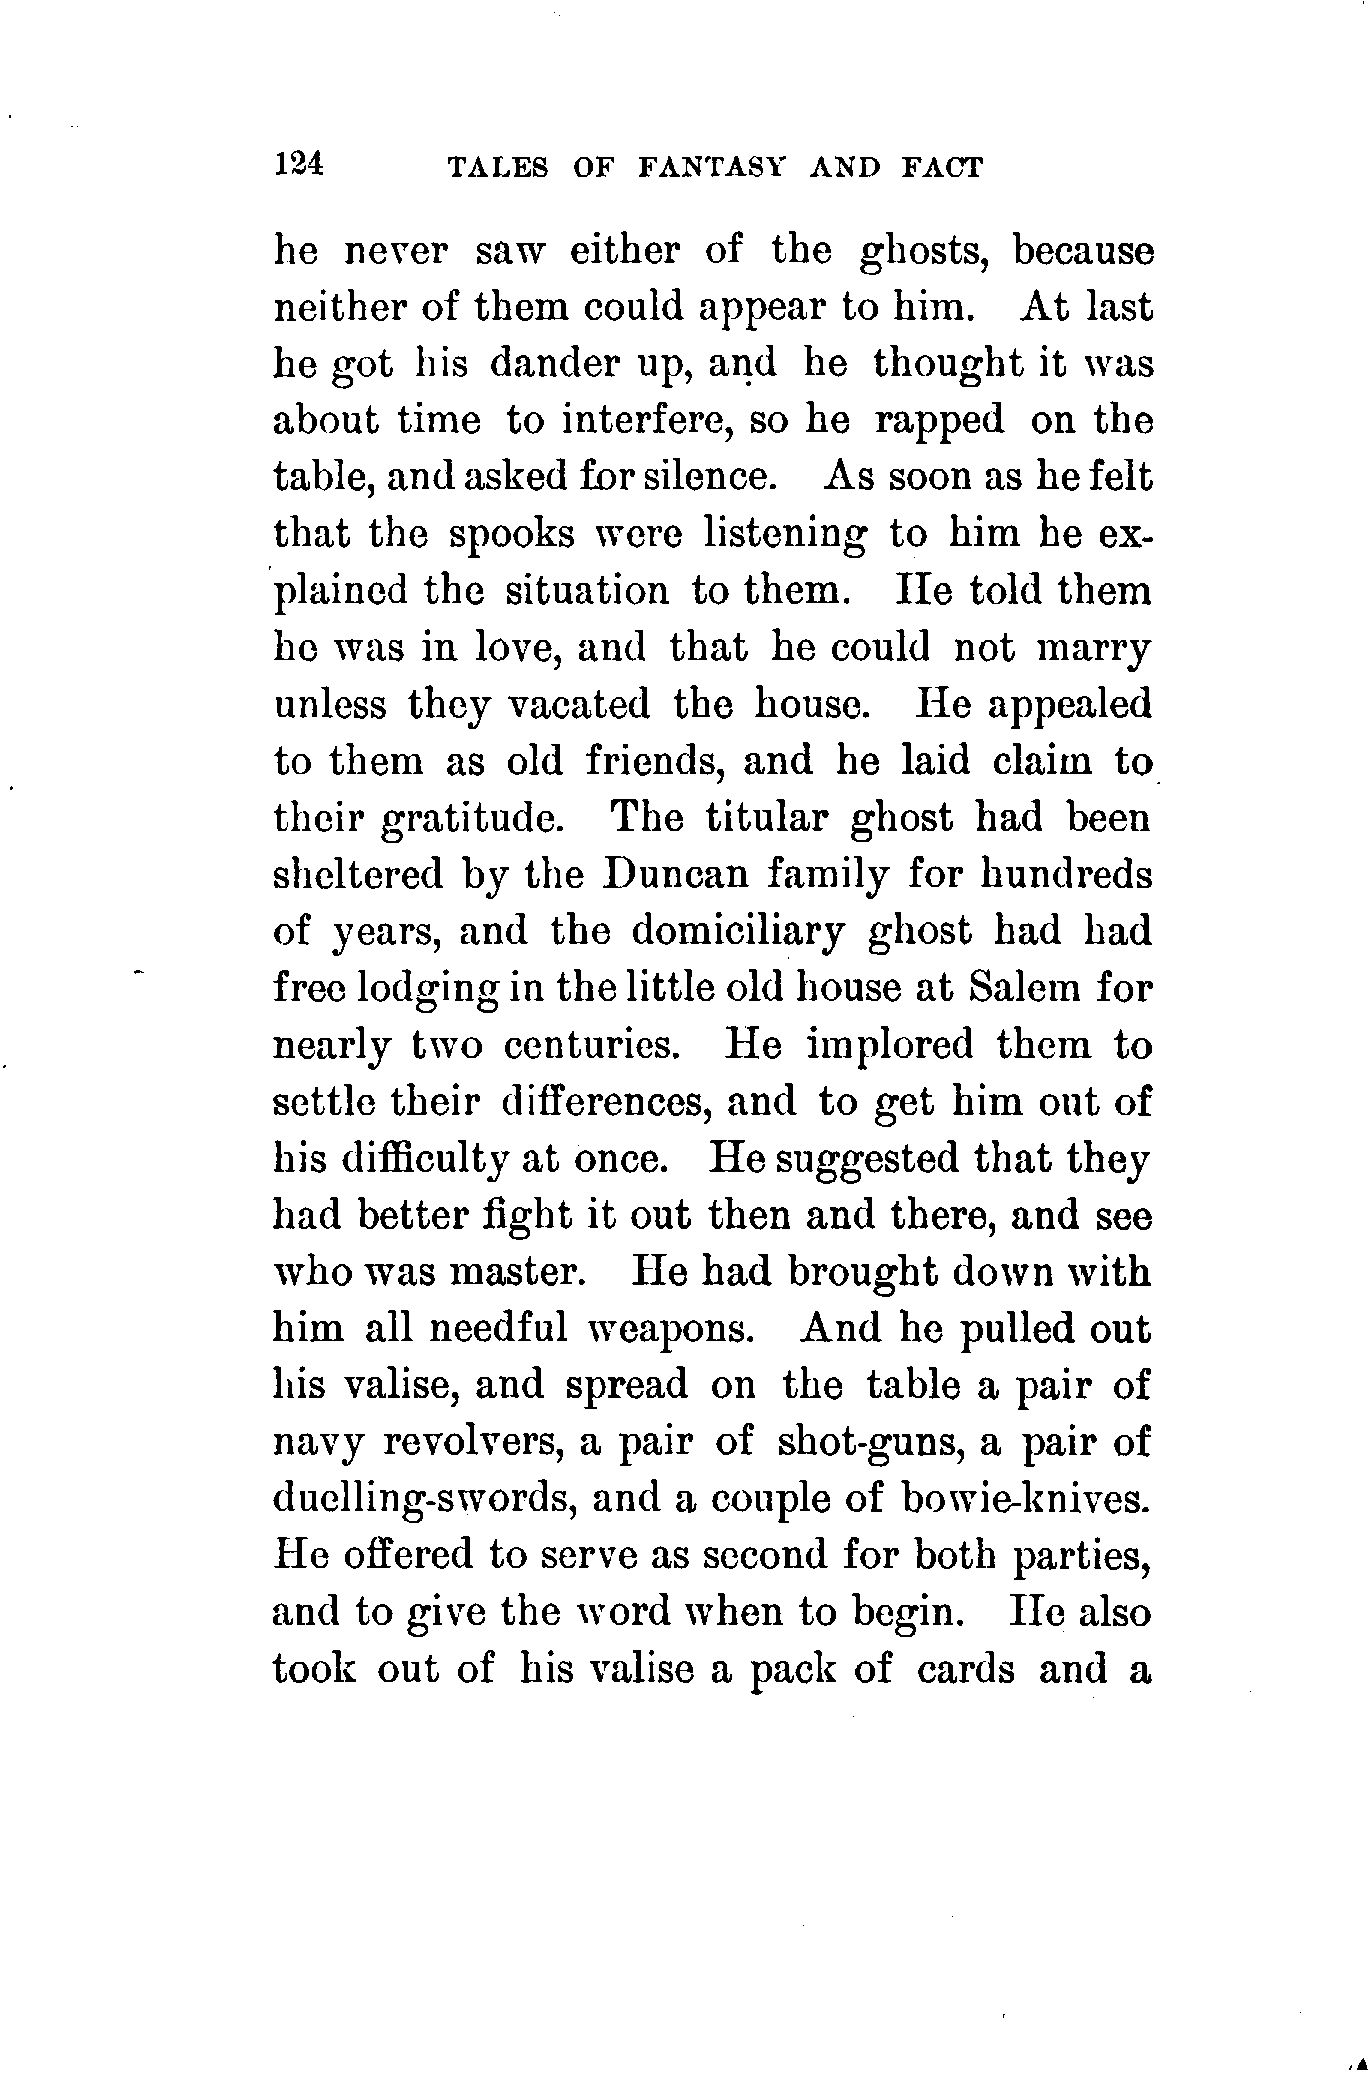 124 TALES OF FANTASY AND FACT
he never saw either of the ghosts, because
neither of them could appear to him. At last
he got his dander up, and he thought it was
about time to interfere, so he rapped on the
table, and asked for silence. As soon as he felt
that the spooks were listening to him he ex-
plained the situation to them. He told them
he was in love, and that he could not marry
unless they vacated the house. He appealed
to them as old friends, and he laid claim to
their gratitude. The titular ghost had been
sheltered by the Duncan family for hundreds
of years, and the domiciliary ghost had had
free lodging in the little old house at Salem for
nearly two centuries. He implored them to
settle their differences, and to get him out of
his difficulty at once. He suggested that they
had better fight it out then and there, and see
who was master. He had brought down with
him all needful weapons. And he pulled out
his valise, and spread on the table a pair of
navy revolvers, a pair of shot-guns, a pair of
duelling-swords, and a couple of bowie-knives.
He offered to serve as second for both parties,
and to give the word when to begin. He also
took out of his valise a pack of cards and a